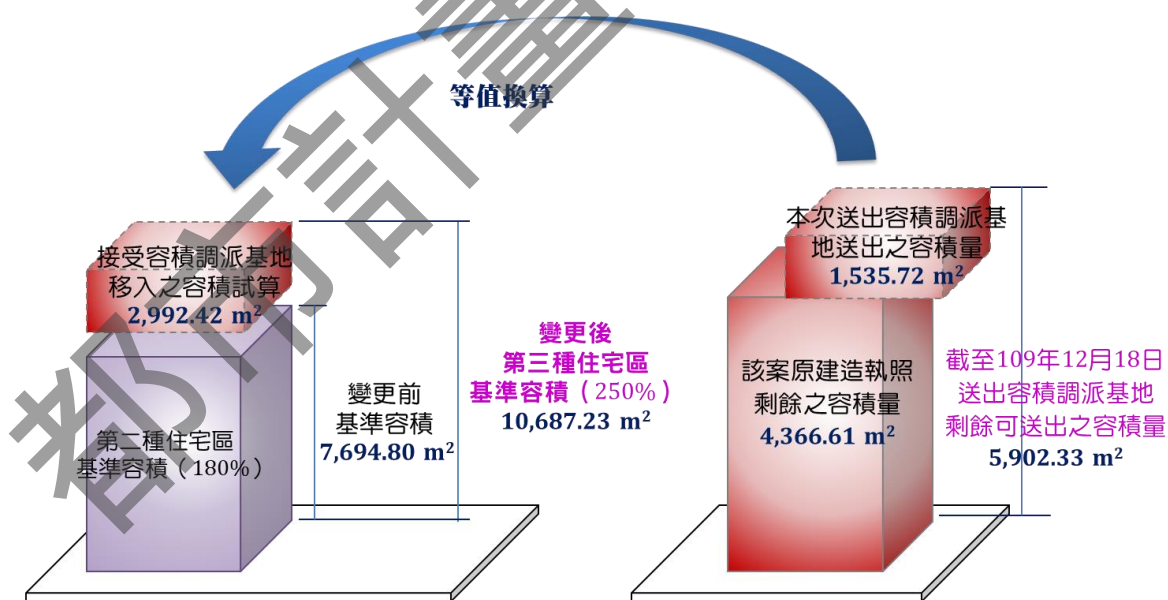 等值換算
接受容積調派基地
移入之容積試算
2,992.42 m²
第二種住宅區
基準容積（180%）
變更前
基準容積
7,694.80 m²
變更後
第三種住宅區
基準容積（250%）
10,687.23 m²
本次送出容積調派基
地送出之容積量
1,535.72 m²
該案原建造執照
剩餘之容積量
4,366.61 m²
截至109年12月18日
送出容積調派基地
剩餘可送出之容積量
5,902.33 m²
都市計畫